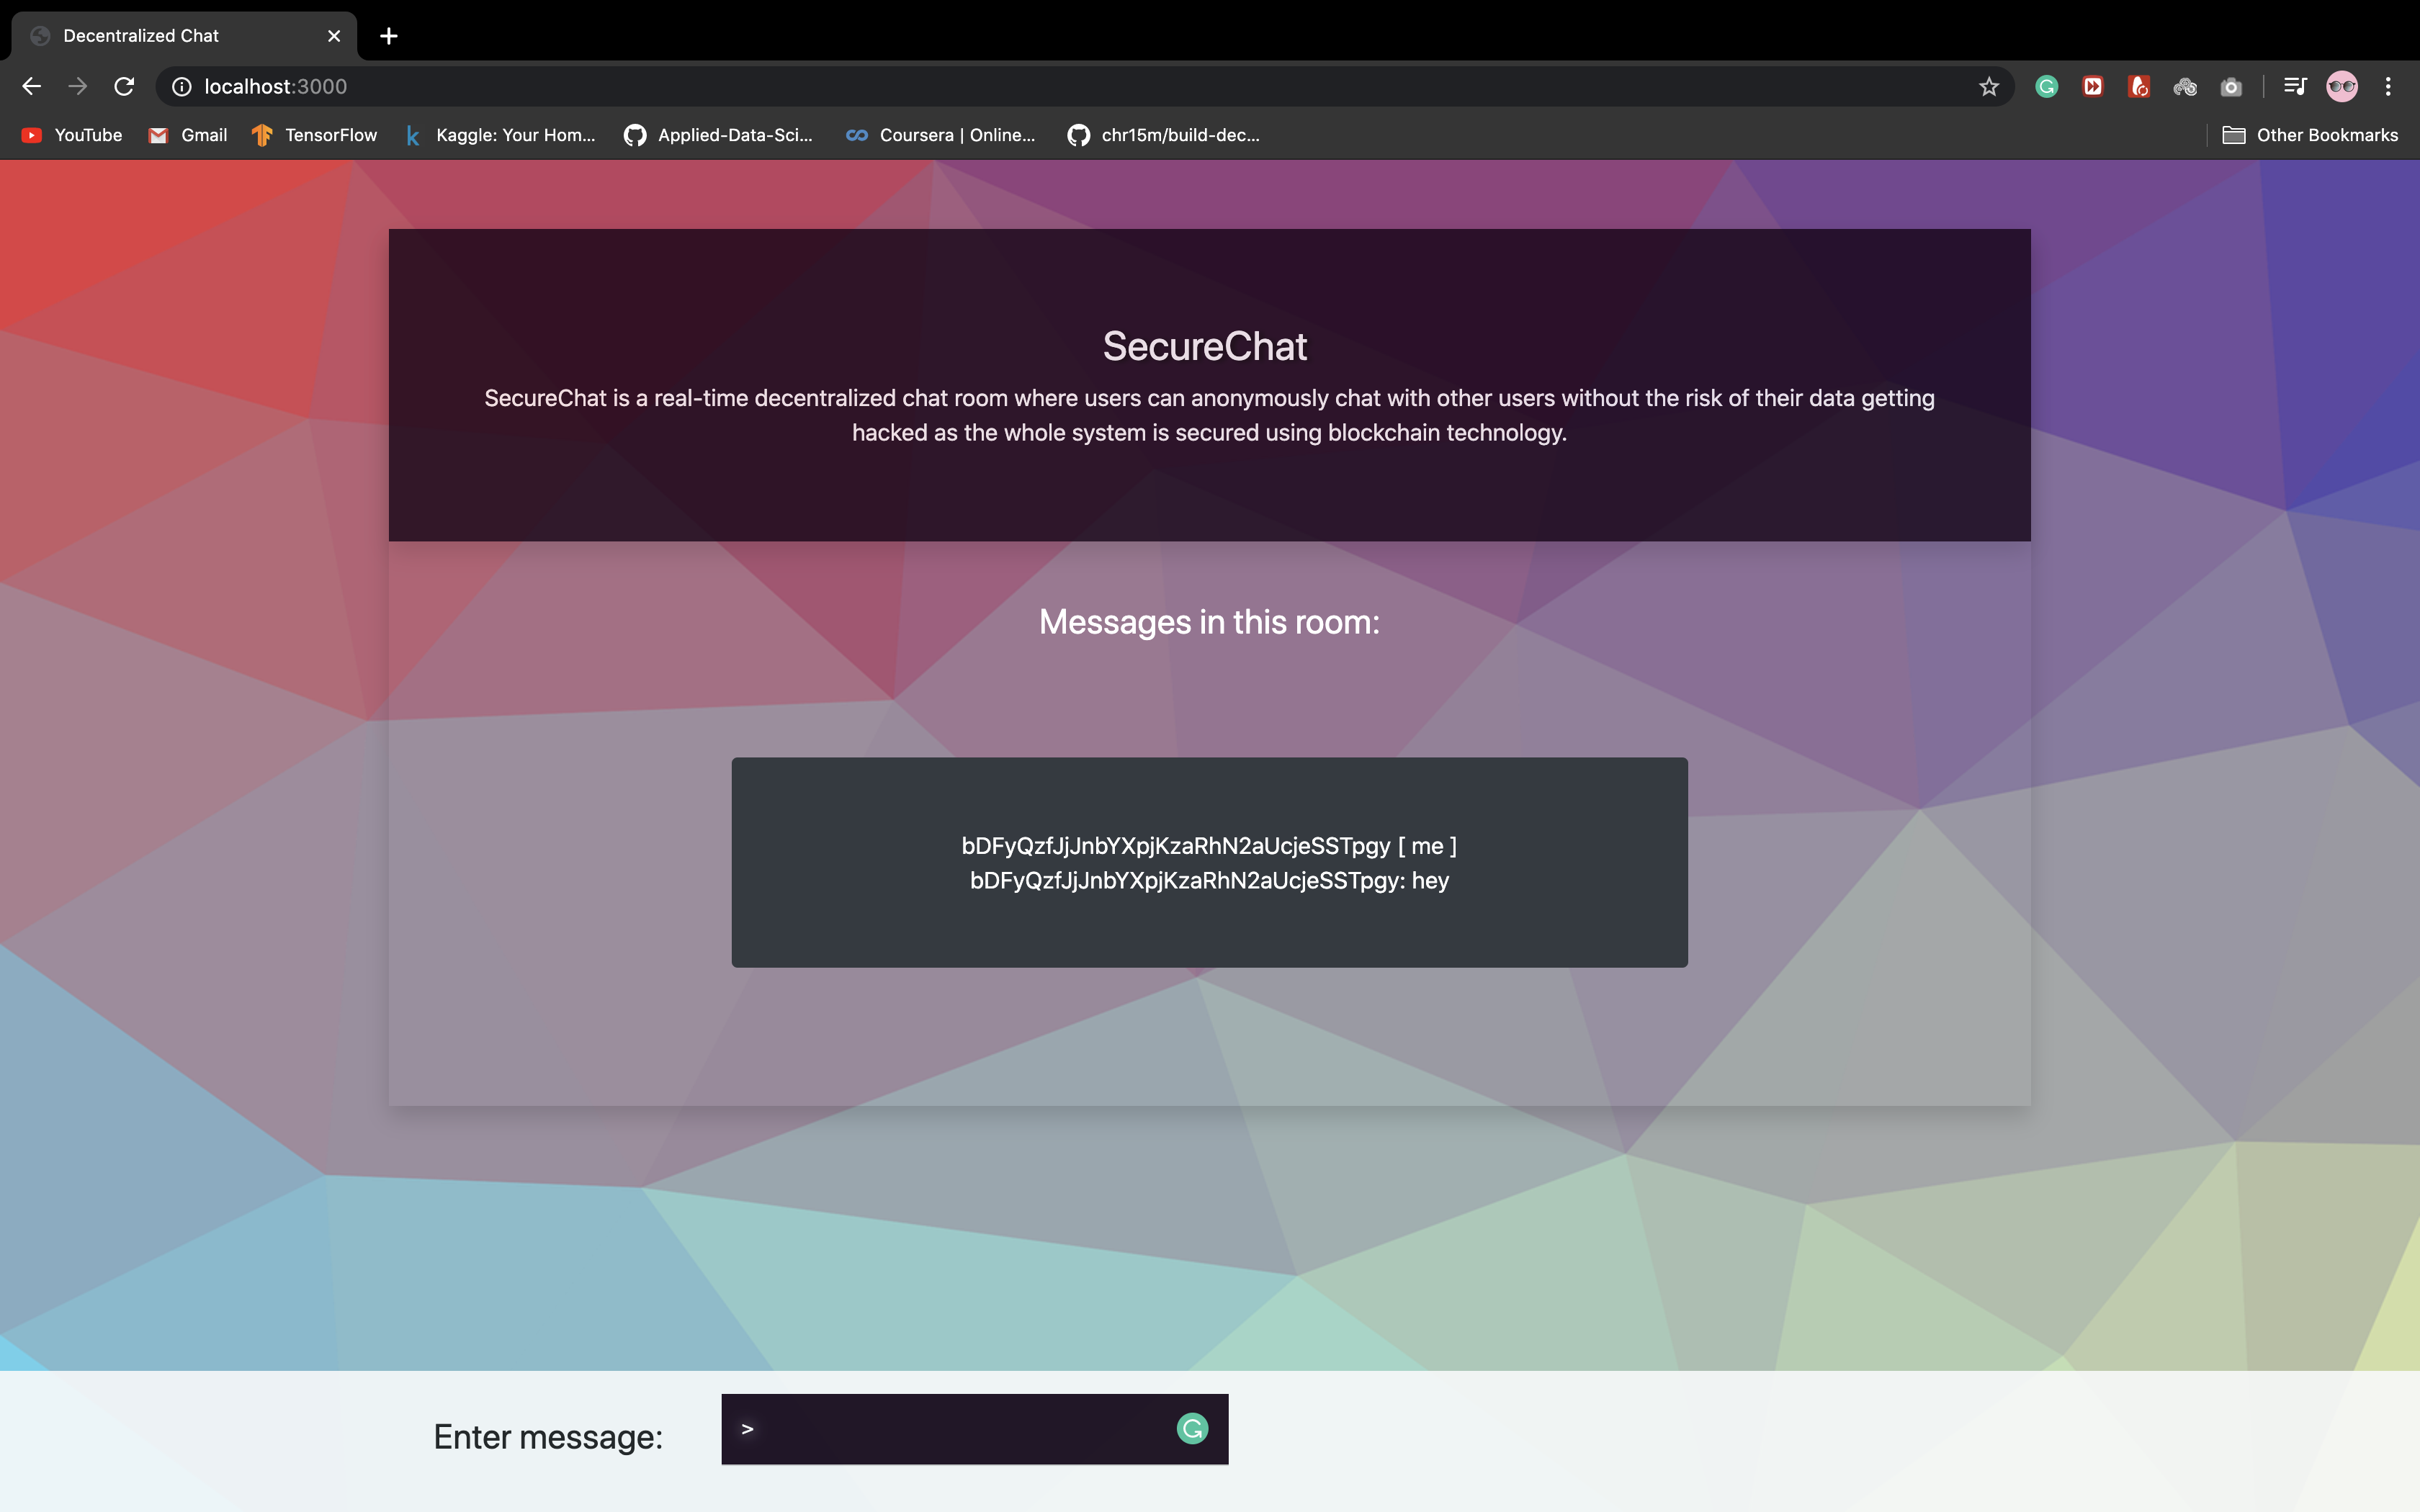 Decentralized Chat
localhost:3000
YouTube Gmail TensorFlow Kaggle: Your Hom... Applied-Data-Sci... Coursera | Online... chr15m/build-dec... Other Bookmarks
SecureChat
SecureChat is a real-time decentralized chat room where users can anonymously chat with other users without the risk of their data getting
hacked as the whole system is secured using blockchain technology.
Messages in this room:
bDFyQzfJjJnbYXpjKzaRhN2aUcjeSSTpgy [ me ]
bDFyQzfJjJnbYXpjKzaRhN2aUcjeSSTpgy: hey
Enter message: >